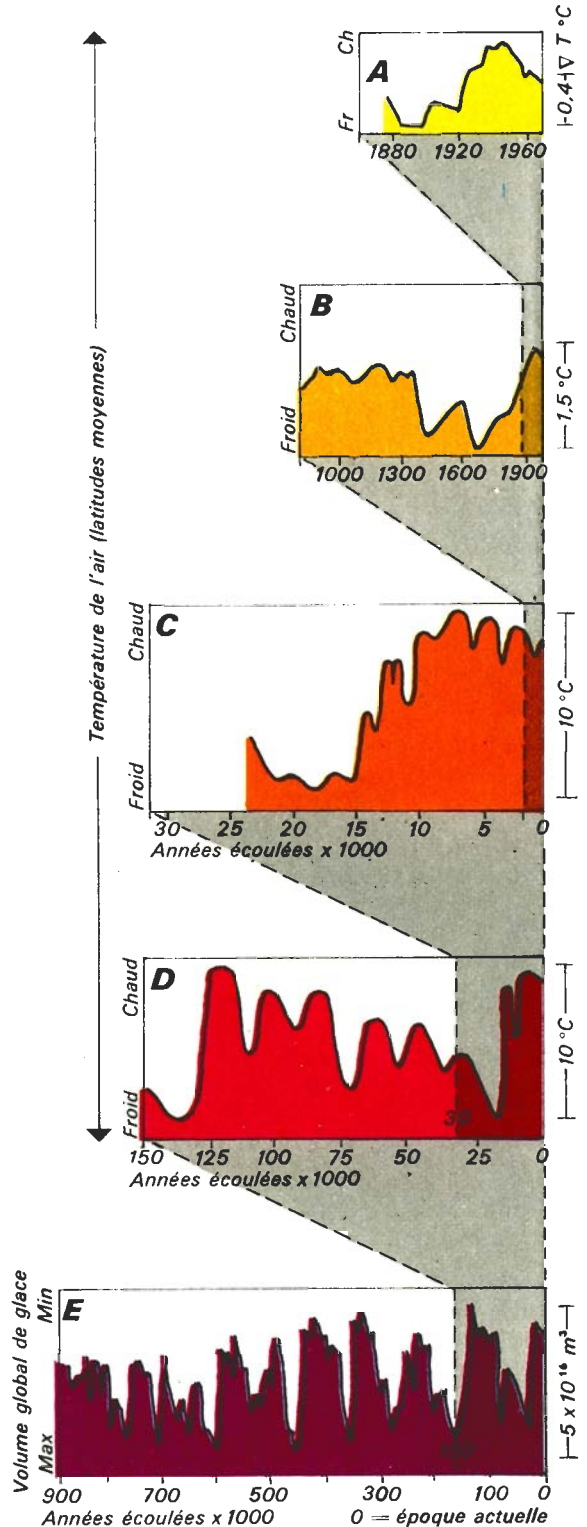 Température de l'air (latitudes moyennes)
A
Ch
Fr
1880 1920 1960
0,4 ∇ T °C
B
Chaud
Froid
1000 1300 1600 1900
1,5 °C
C
Chaud
Froid
30 25 20 15 10 5 0
Années écoulées x 1000
10 °C
D
Chaud
Froid
150 125 100 75 50 25 0
Années écoulées x 1000
10 °C
E
Volume global de glace
Min
Max
900 700 500 300 100 0
Années écoulées x 1000
0 = époque actuelle
5 x 10¹⁶ m³